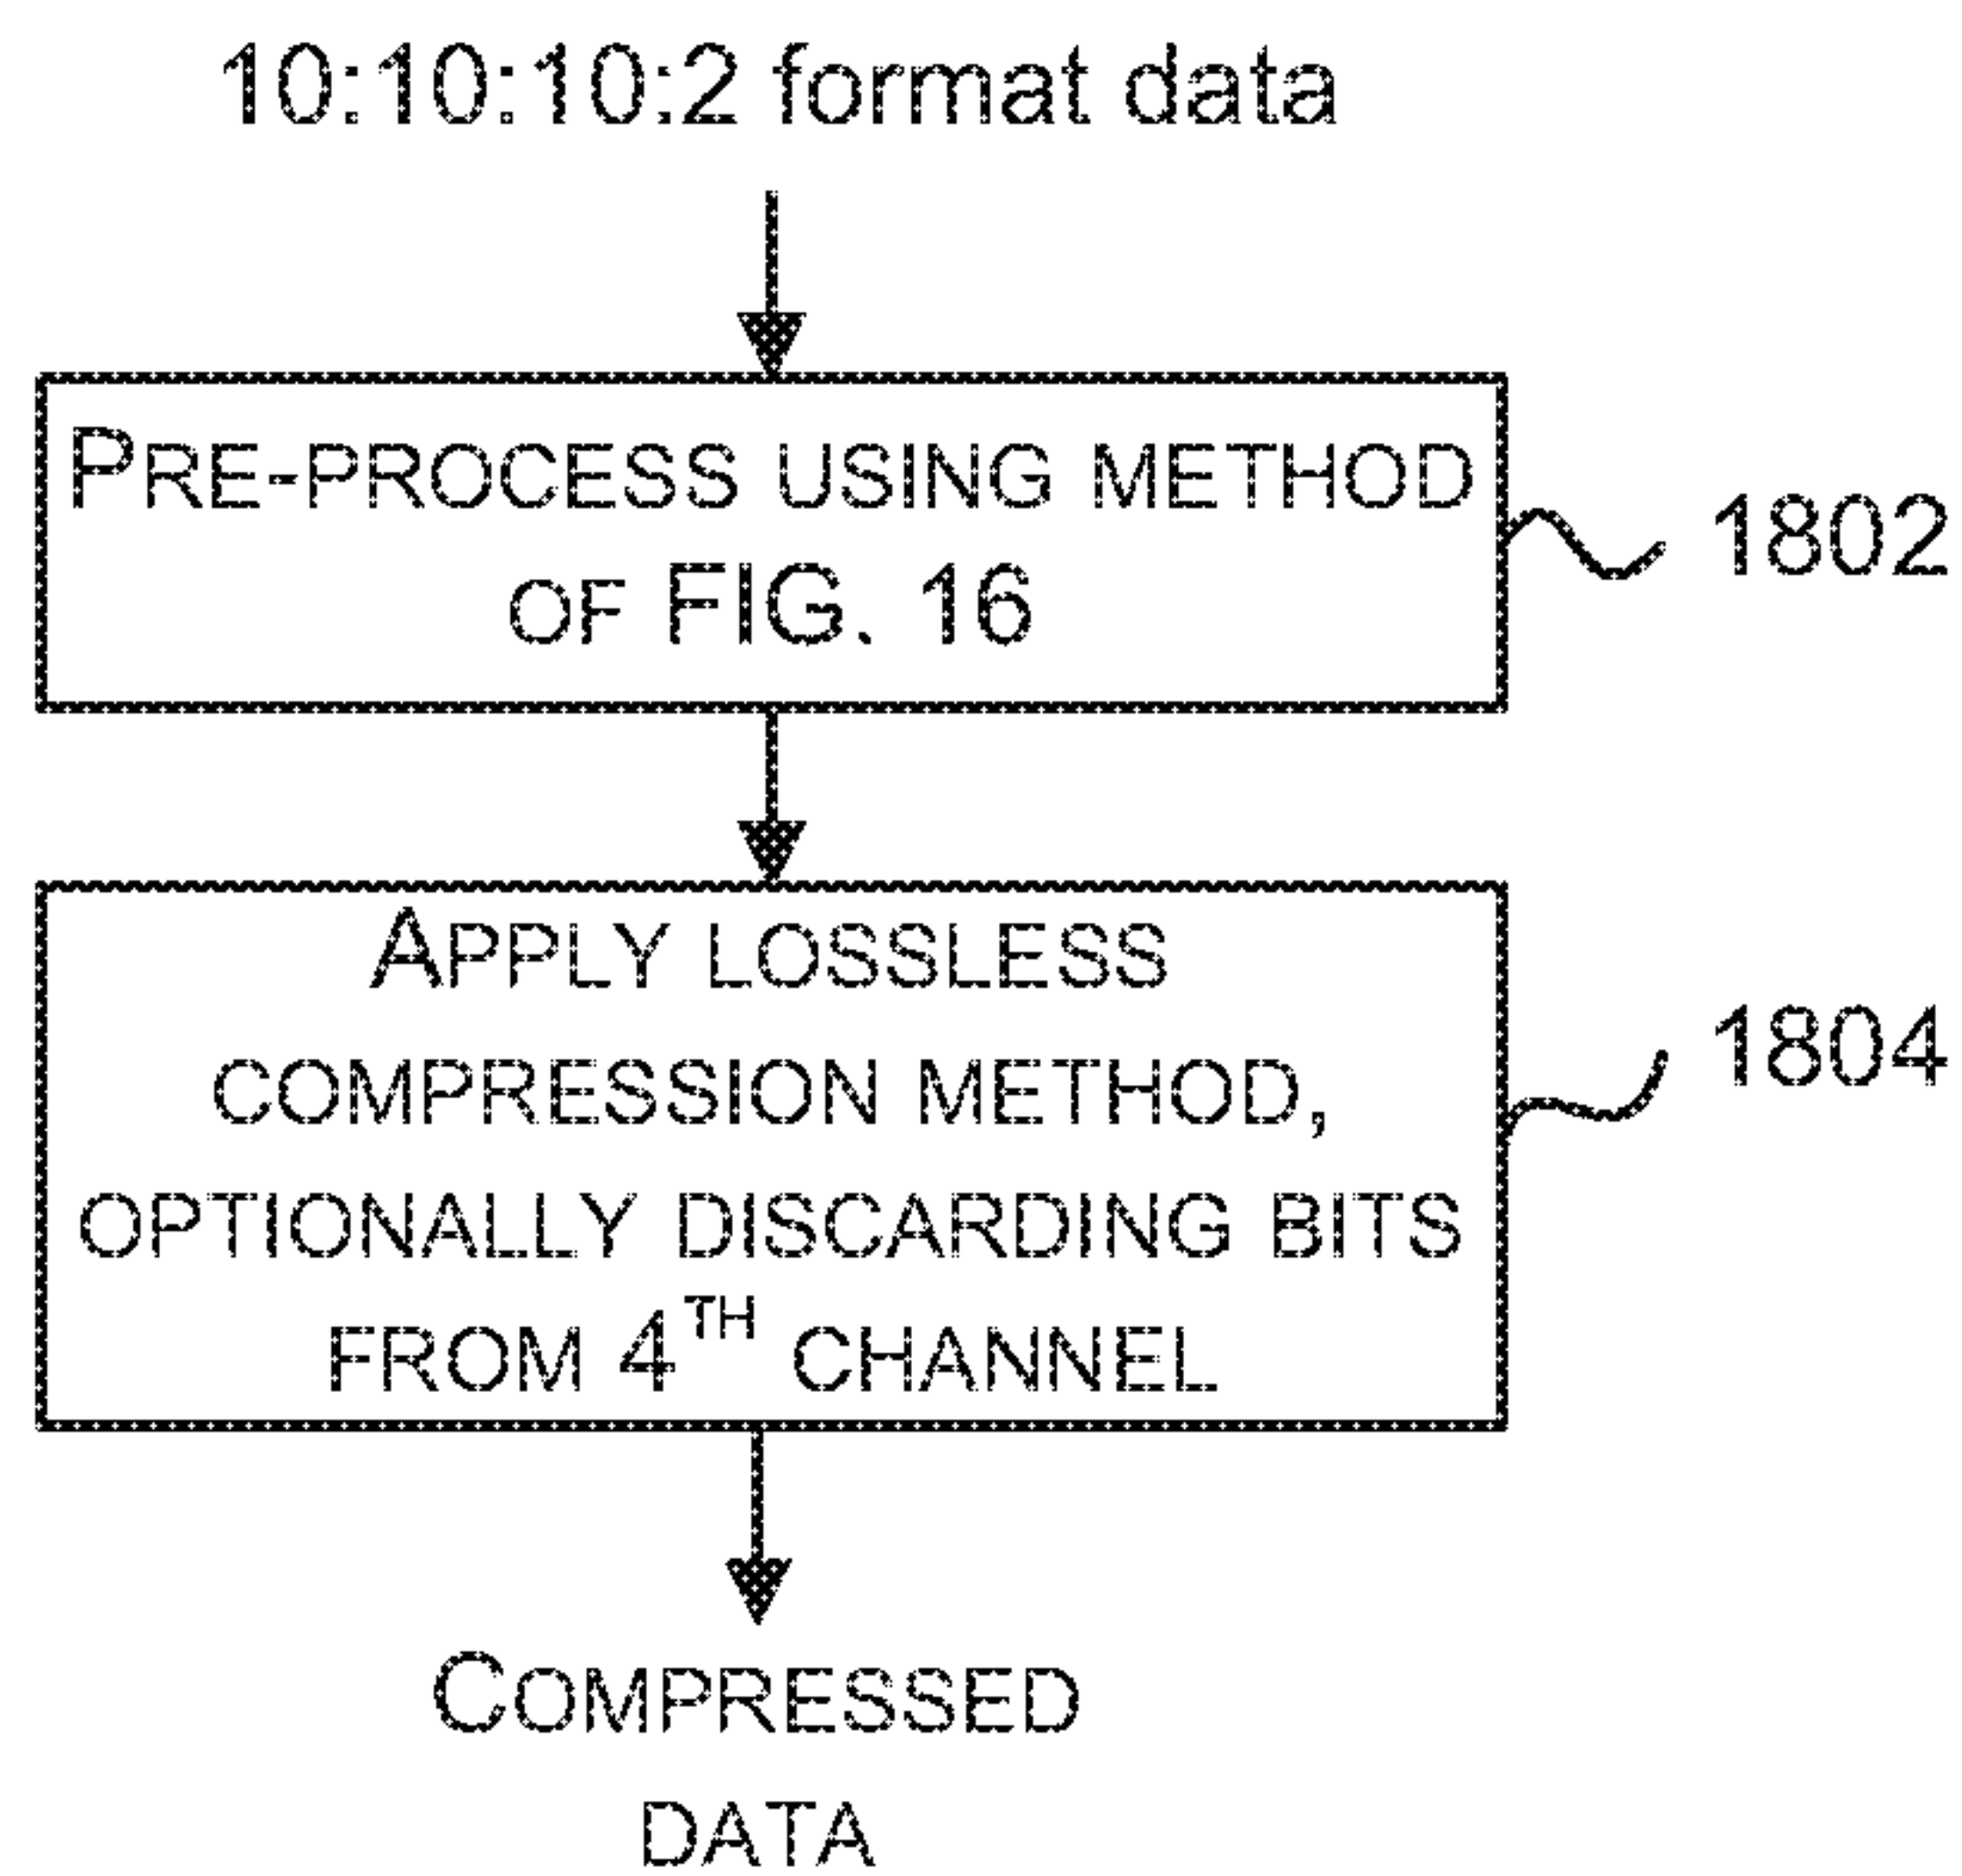 10:10:10:2 format data
PRE-PROCESS USING METHOD
OF FIG. 16
1802
APPLY LOSSLESS
COMPRESSION METHOD,
OPTIONALLY DISCARDING BITS
FROM 4TH CHANNEL
1804
COMPRESSED
DATA